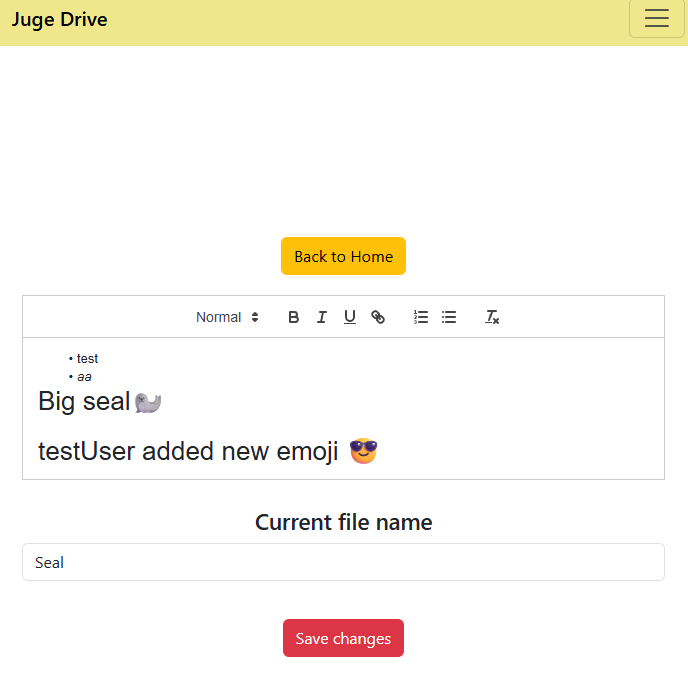 Juge Drive
Back to Home
Normal
B I U
• test
• aa
Big seal🦭
testUser added new emoji 😎
Current file name
Seal
Save changes